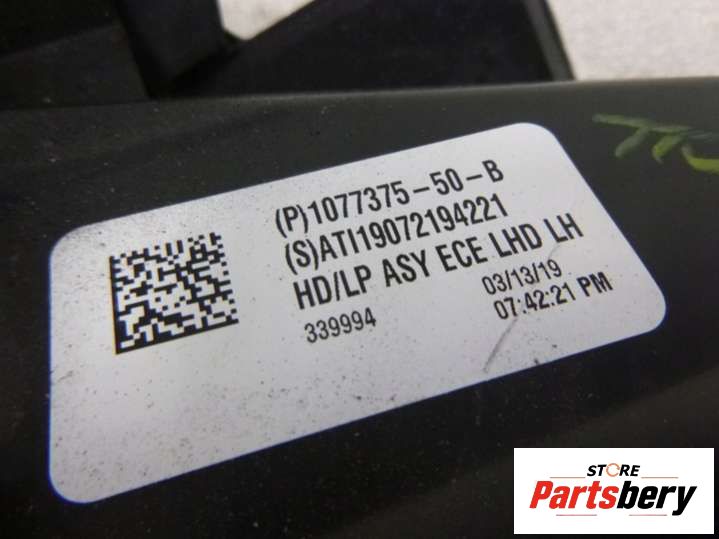 (P)1077375-50-B
(S)ATI19072194221
HD/LP ASY ECE LHD LH
339994
03/13/19
07:42:21 PM
STORE
Partsbery